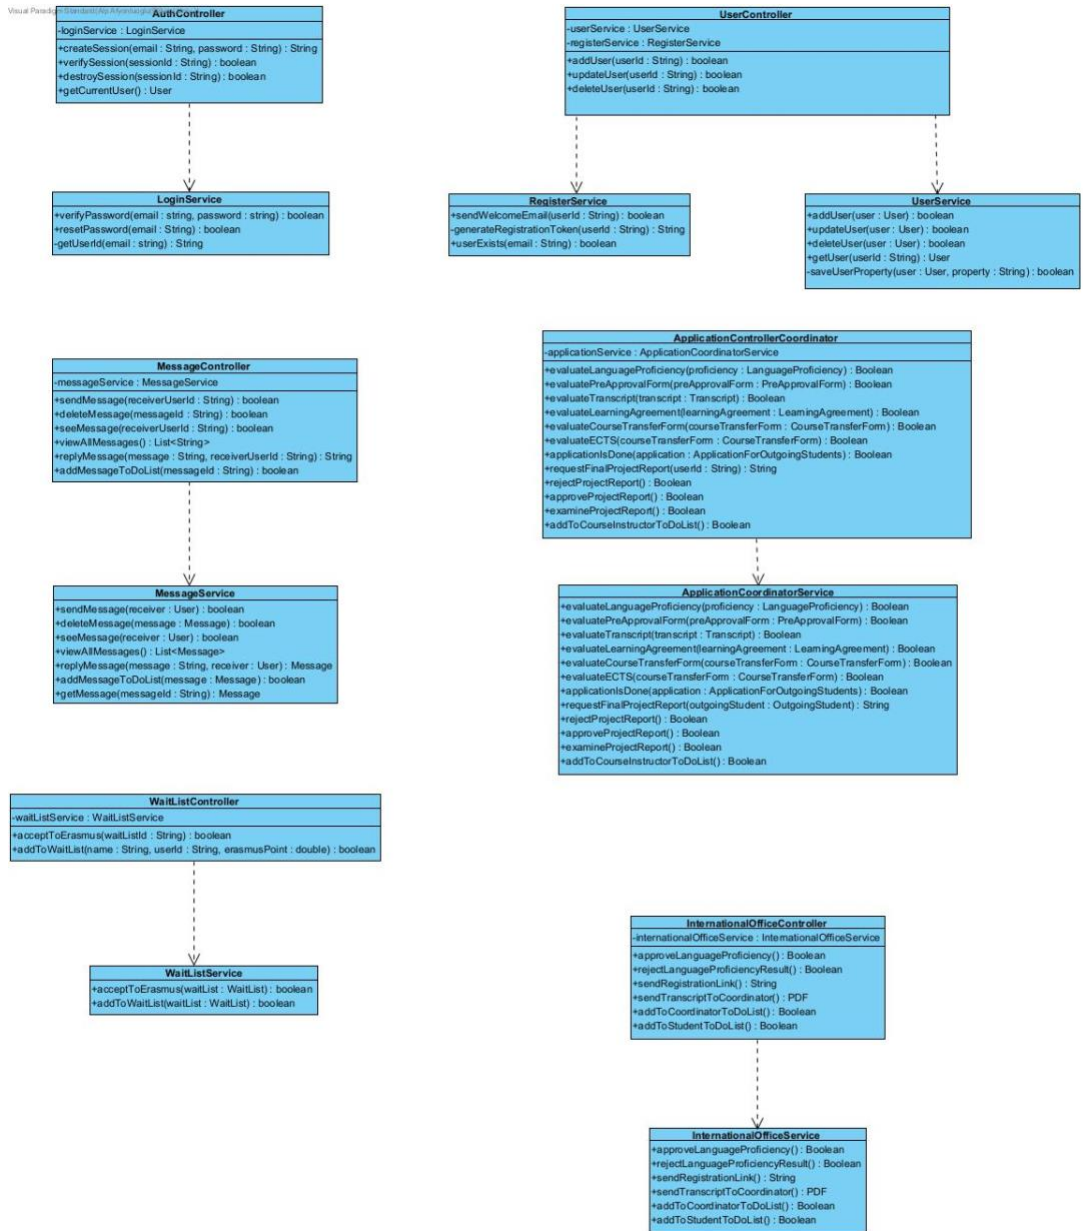 Visual Paradigm Standard
AuthController
-loginService : LoginService
+createSession(email : String, password : String) : String
+verifySession(sessionId : String) : boolean
+destroySession(sessionId : String) : boolean
+getCurrentUser() : User
UserController
-userService : UserService
-registerService : RegisterService
+addUser(userId : String) : boolean
+updateUser(userId : String) : boolean
+deleteUser(userId : String) : boolean
LoginService
+verifyPassword(email : string, password : string) : boolean
+resetPassword(email : String) : boolean
-getUserId(email : string) : String
RegisterService
+sendWelcomeEmail(userId : String) : boolean
-generateRegistrationToken(userId : String) : String
+userExists(email : String) : boolean
UserService
+addUser(user : User) : boolean
+updateUser(user : User) : boolean
+deleteUser(user : User) : boolean
+getUser(userId : String) : User
-saveUserProperty(user : User, property : String) : boolean
MessageController
-messageService : MessageService
+sendMessage(receiverUserId : String) : boolean
+deleteMessage(messageId : String) : boolean
+seeMessage(receiverUserId : String) : boolean
+viewAllMessages() : List<String>
+replyMessage(message : String, receiverUserId : String) : String
+addMessageToDoList(messageId : String) : boolean
ApplicationControllerCoordinator
-applicationService : ApplicationCoordinatorService
+evaluateLanguageProficiency(proficiency : LanguageProficiency) : Boolean
+evaluatePreApprovalForm(preApprovalForm : PreApprovalForm) : Boolean
+evaluateTranscript(transcript : Transcript) : Boolean
+evaluateLearningAgreement(learningAgreement : LearningAgreement) : Boolean
+evaluateCourseTransferForm(courseTransferForm : CourseTransferForm) : Boolean
+evaluateECTS(courseTransferForm : CourseTransferForm) : Boolean
+applicationIsDone(application : ApplicationForOutgoingStudents) : Boolean
+requestFinalProjectReport(userId : String) : String
+rejectProjectReport() : Boolean
+approveProjectReport() : Boolean
+examineProjectReport() : Boolean
+addToCourseInstructorToDoList() : Boolean
MessageService
+sendMessage(receiver : User) : boolean
+deleteMessage(message : Message) : boolean
+seeMessage(receiver : User) : boolean
+viewAllMessages() : List<Message>
+replyMessage(message : String, receiver : User) : Message
+addMessageToDoList(message : Message) : boolean
+getMessage(messageId : String) : Message
ApplicationCoordinatorService
+evaluateLanguageProficiency(proficiency : LanguageProficiency) : Boolean
+evaluatePreApprovalForm(preApprovalForm : PreApprovalForm) : Boolean
+evaluateTranscript(transcript : Transcript) : Boolean
+evaluateLearningAgreement(learningAgreement : LearningAgreement) : Boolean
+evaluateCourseTransferForm(courseTransferForm : CourseTransferForm) : Boolean
+evaluateECTS(courseTransferForm : CourseTransferForm) : Boolean
+applicationIsDone(application : ApplicationForOutgoingStudents) : Boolean
+requestFinalProjectReport(outgoingStudent : OutgoingStudent) : String
+rejectProjectReport() : Boolean
+approveProjectReport() : Boolean
+examineProjectReport() : Boolean
+addToCourseInstructorToDoList() : Boolean
WaitListController
-waitListService : WaitListService
+acceptToErasmus(waitListId : String) : boolean
+addToWaitList(name : String, userId : String, erasmusPoint : double) : boolean
WaitListService
+acceptToErasmus(waitList : WaitList) : boolean
+addToWaitList(waitList : WaitList) : boolean
InternationalOfficeController
-internationalOfficeService : InternationalOfficeService
+approveLanguageProficiency() : Boolean
+rejectLanguageProficiencyResult() : Boolean
+sendRegistrationLink() : String
+sendTranscriptToCoordinator() : PDF
+addToCoordinatorToDoList() : Boolean
+addToStudentToDoList() : Boolean
InternationalOfficeService
+approveLanguageProficiency() : Boolean
+rejectLanguageProficiencyResult() : Boolean
+sendRegistrationLink() : String
+sendTranscriptToCoordinator() : PDF
+addToCoordinatorToDoList() : Boolean
+addToStudentToDoList() : Boolean